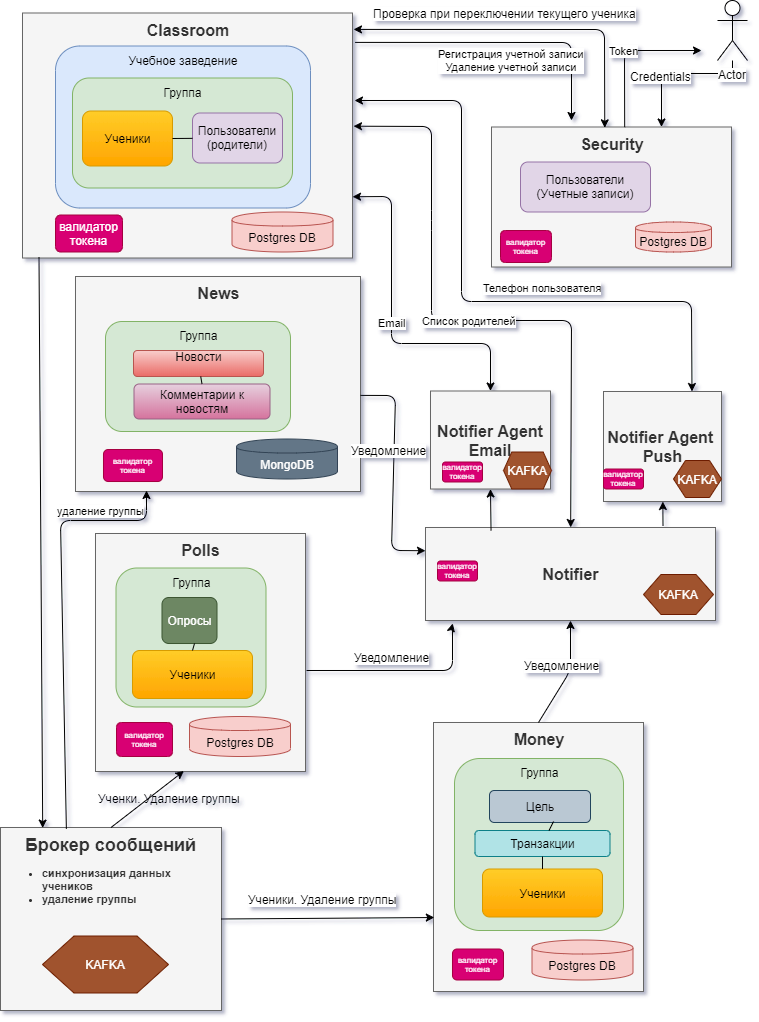 Classroom
Учебное заведение
Группа
Ученики
Пользователи
(родители)
валидатор
токена
Postgres DB
Проверка при переключении текущего ученика
Регистрация учетной записи
Удаление учетной записи
Token
Credentials
Actor
Security
Пользователи
(Учетные записи)
валидатор
токена
Postgres DB
Телефон пользователя
Список родителей
Email
News
Группа
Новости
Комментарии к
новостям
валидатор
токена
MongoDB
Уведомление
удаление группы
Notifier Agent
Email
валидатор
токена
KAFKA
Notifier Agent
Push
валидатор
токена
KAFKA
Notifier
валидатор
токена
KAFKA
Polls
Группа
Опросы
Ученики
валидатор
токена
Postgres DB
Уведомление
Уведомление
Ученки. Удаление группы
Money
Группа
Цель
Транзакции
Ученики
валидатор
токена
Postgres DB
Брокер сообщений
• синхронизация данных
учеников
• удаление группы
KAFKA
Ученики. Удаление группы